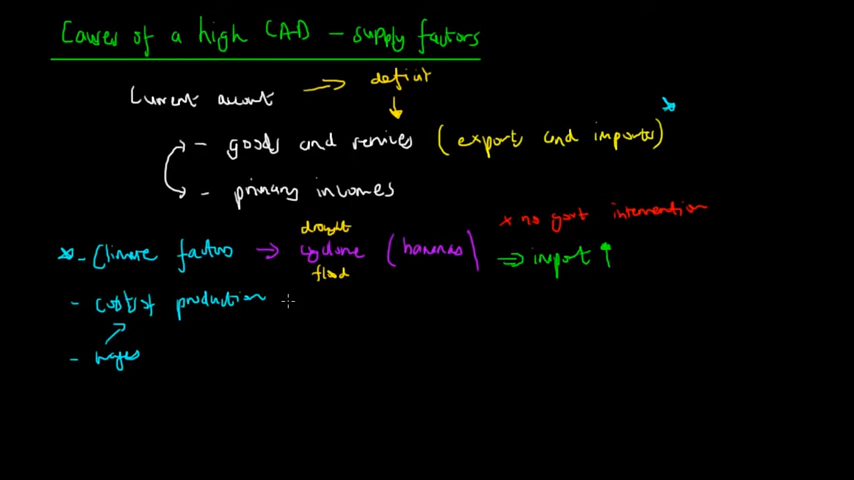 Causes of a high CAD - supply factors
Current account → deficit
- goods and services (exports and imports)
- primary incomes
* no govt intervention
drought
- Climate factors → cyclone (bananas) ⇒ import ↑
flood
- cost of production
- wages